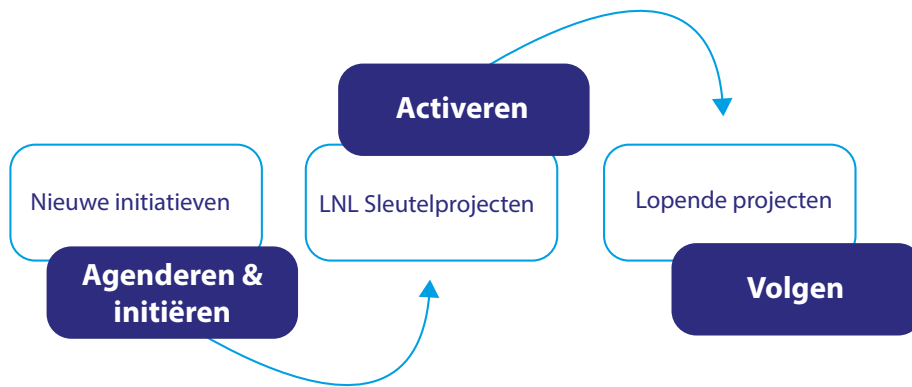 Activeren
Nieuwe initiatieven
LNL Sleutelprojecten
Lopende projecten
Agenderen &
initiëren
Volgen